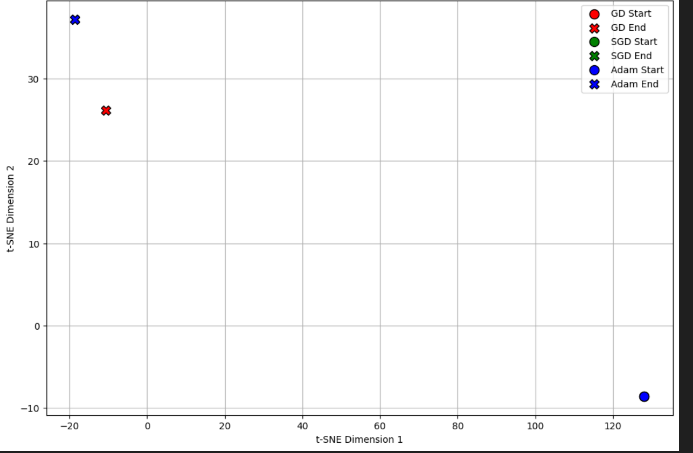 GD Start
GD End
SGD Start
SGD End
Adam Start
Adam End
30
20
10
0
−10
t-SNE Dimension 2
−20
0
20
40
60
80
100
120
t-SNE Dimension 1